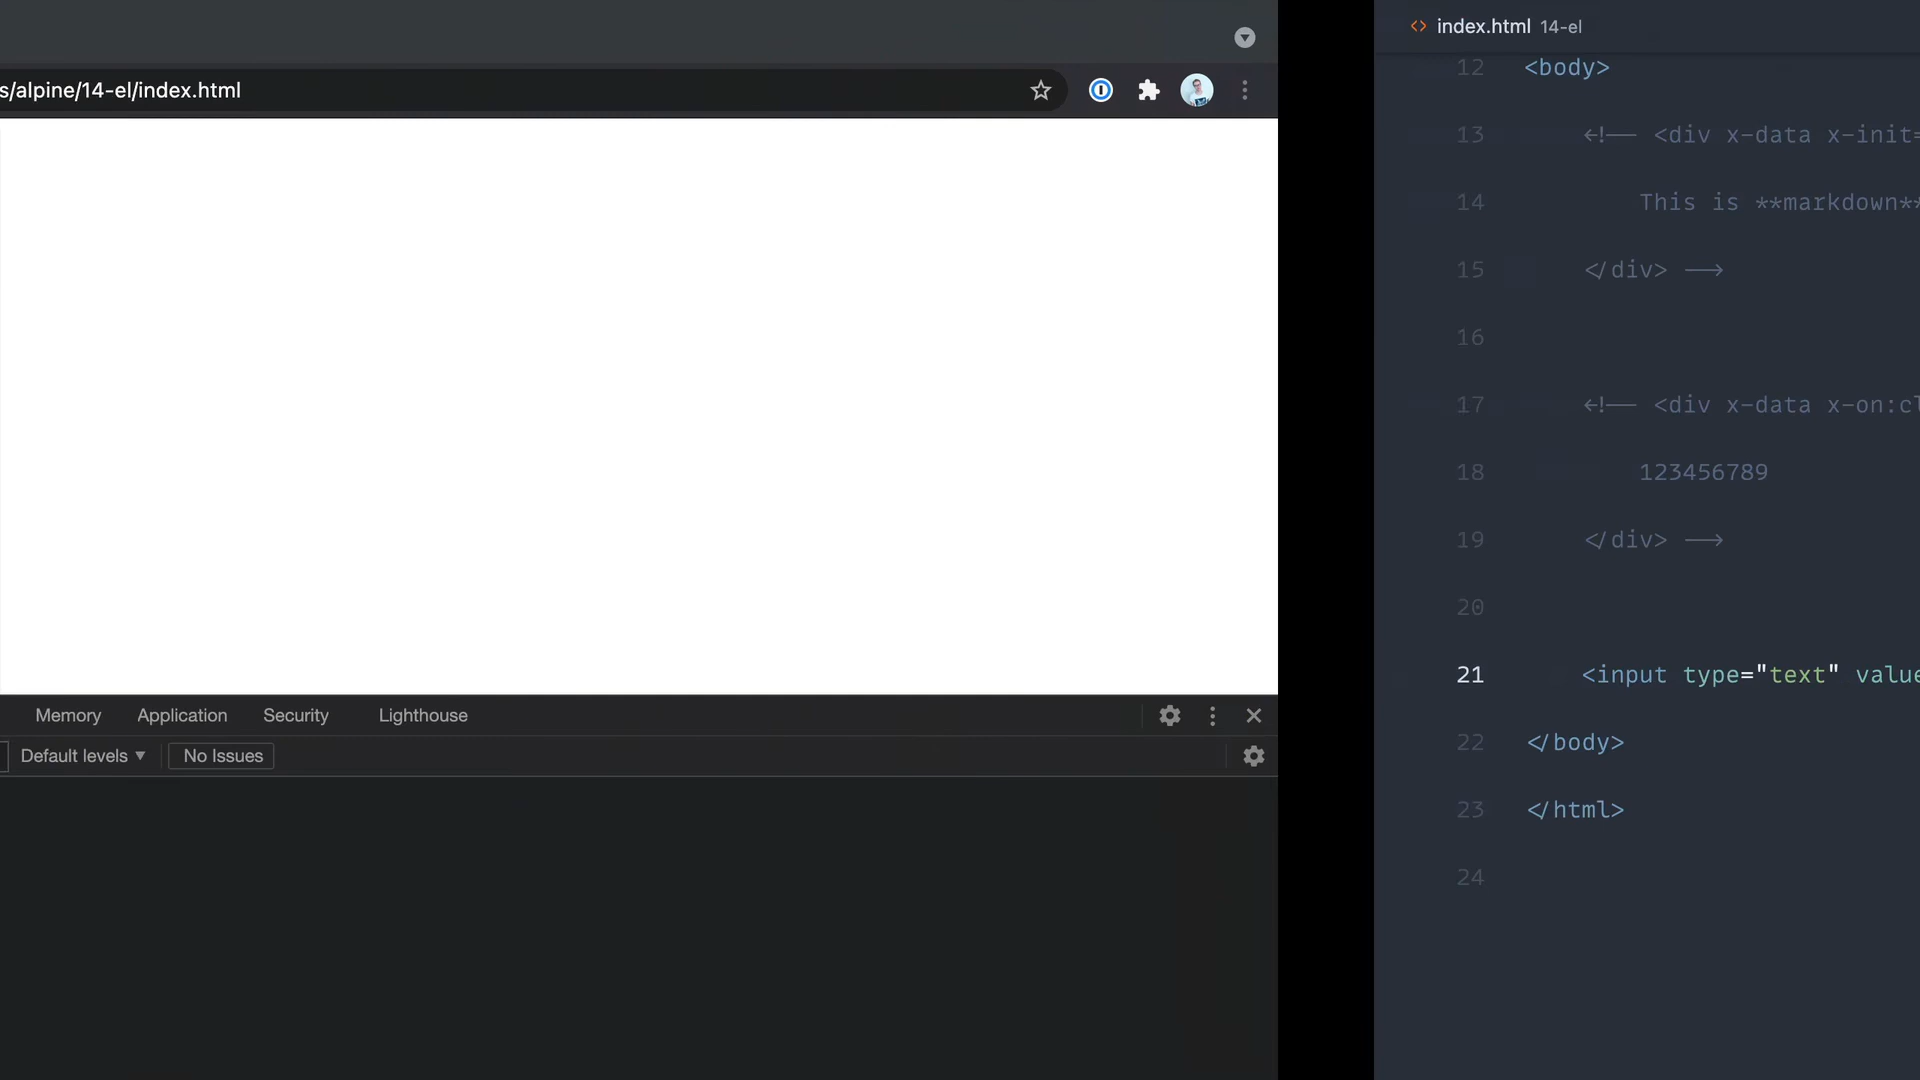 s/alpine/14-el/index.html
Memory Application Security Lighthouse
Default levels ▼ No Issues
<> index.html 14-el
12 <body>
13 <!-- <div x-data x-init=
14 This is **markdown**
15 </div> -->
16
17 <!-- <div x-data x-on:cl
18 123456789
19 </div> -->
20
21 <input type="text" value
22 </body>
23 </html>
24